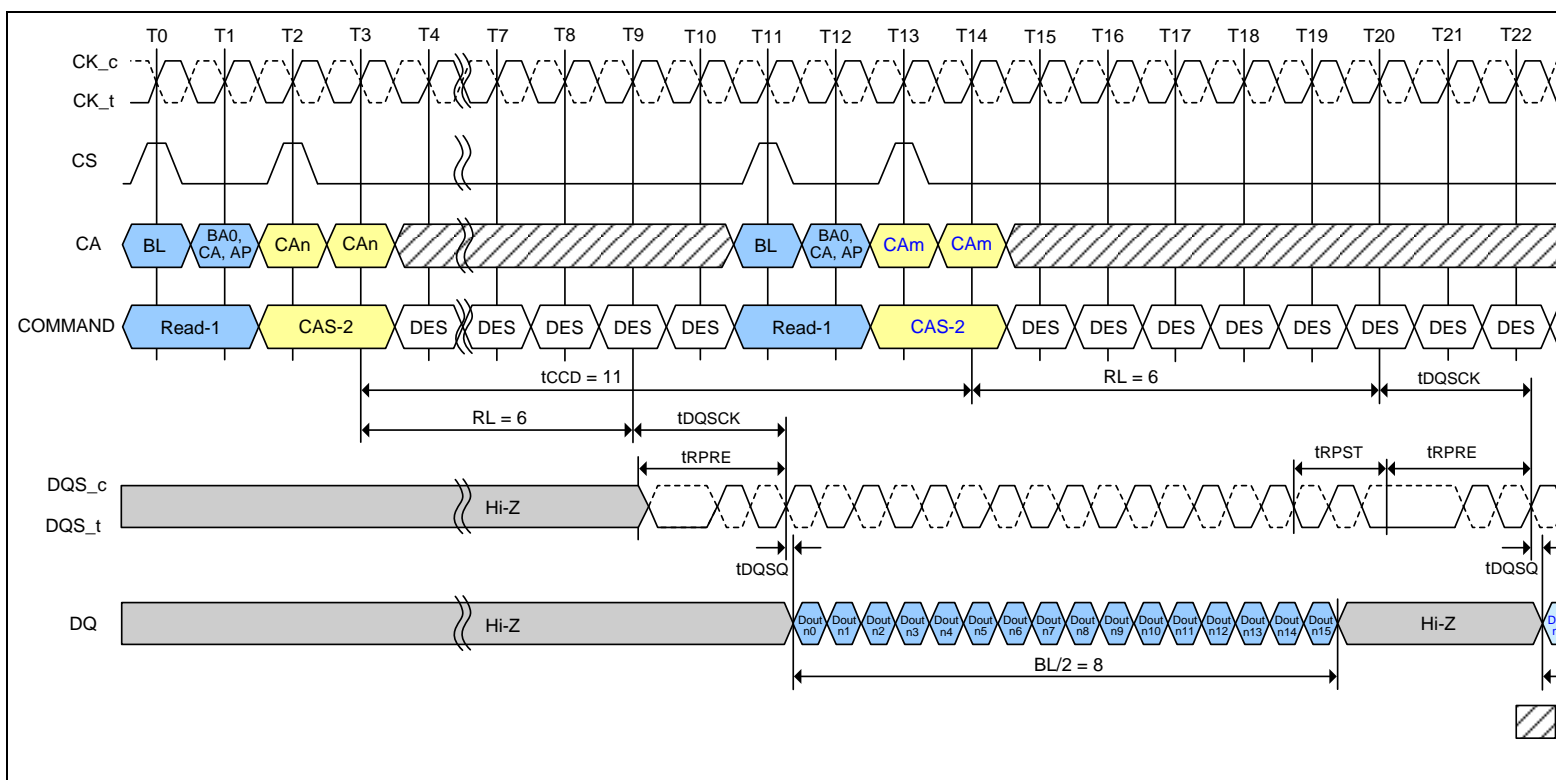 T0 T1 T2 T3 T4 T7 T8 T9 T10 T11 T12 T13 T14 T15 T16 T17 T18 T19 T20 T21 T22
CK_c
CK_t
CS
CA
BL
BA0,
CA, AP
CAn
CAn
BL
BA0,
CA, AP
CAm
CAm
COMMAND
Read-1
CAS-2
DES
DES
DES
DES
DES
Read-1
CAS-2
DES
DES
DES
DES
DES
DES
DES
DES
tCCD = 11
RL = 6
tDQSCK
RL = 6
tDQSCK
tRPRE
tRPST
tRPRE
DQS_c
DQS_t
Hi-Z
tDQSQ
tDQSQ
DQ
Hi-Z
Dout
n0
Dout
n1
Dout
n2
Dout
n3
Dout
n4
Dout
n5
Dout
n6
Dout
n7
Dout
n8
Dout
n9
Dout
n10
Dout
n11
Dout
n12
Dout
n13
Dout
n14
Dout
n15
Hi-Z
BL/2 = 8